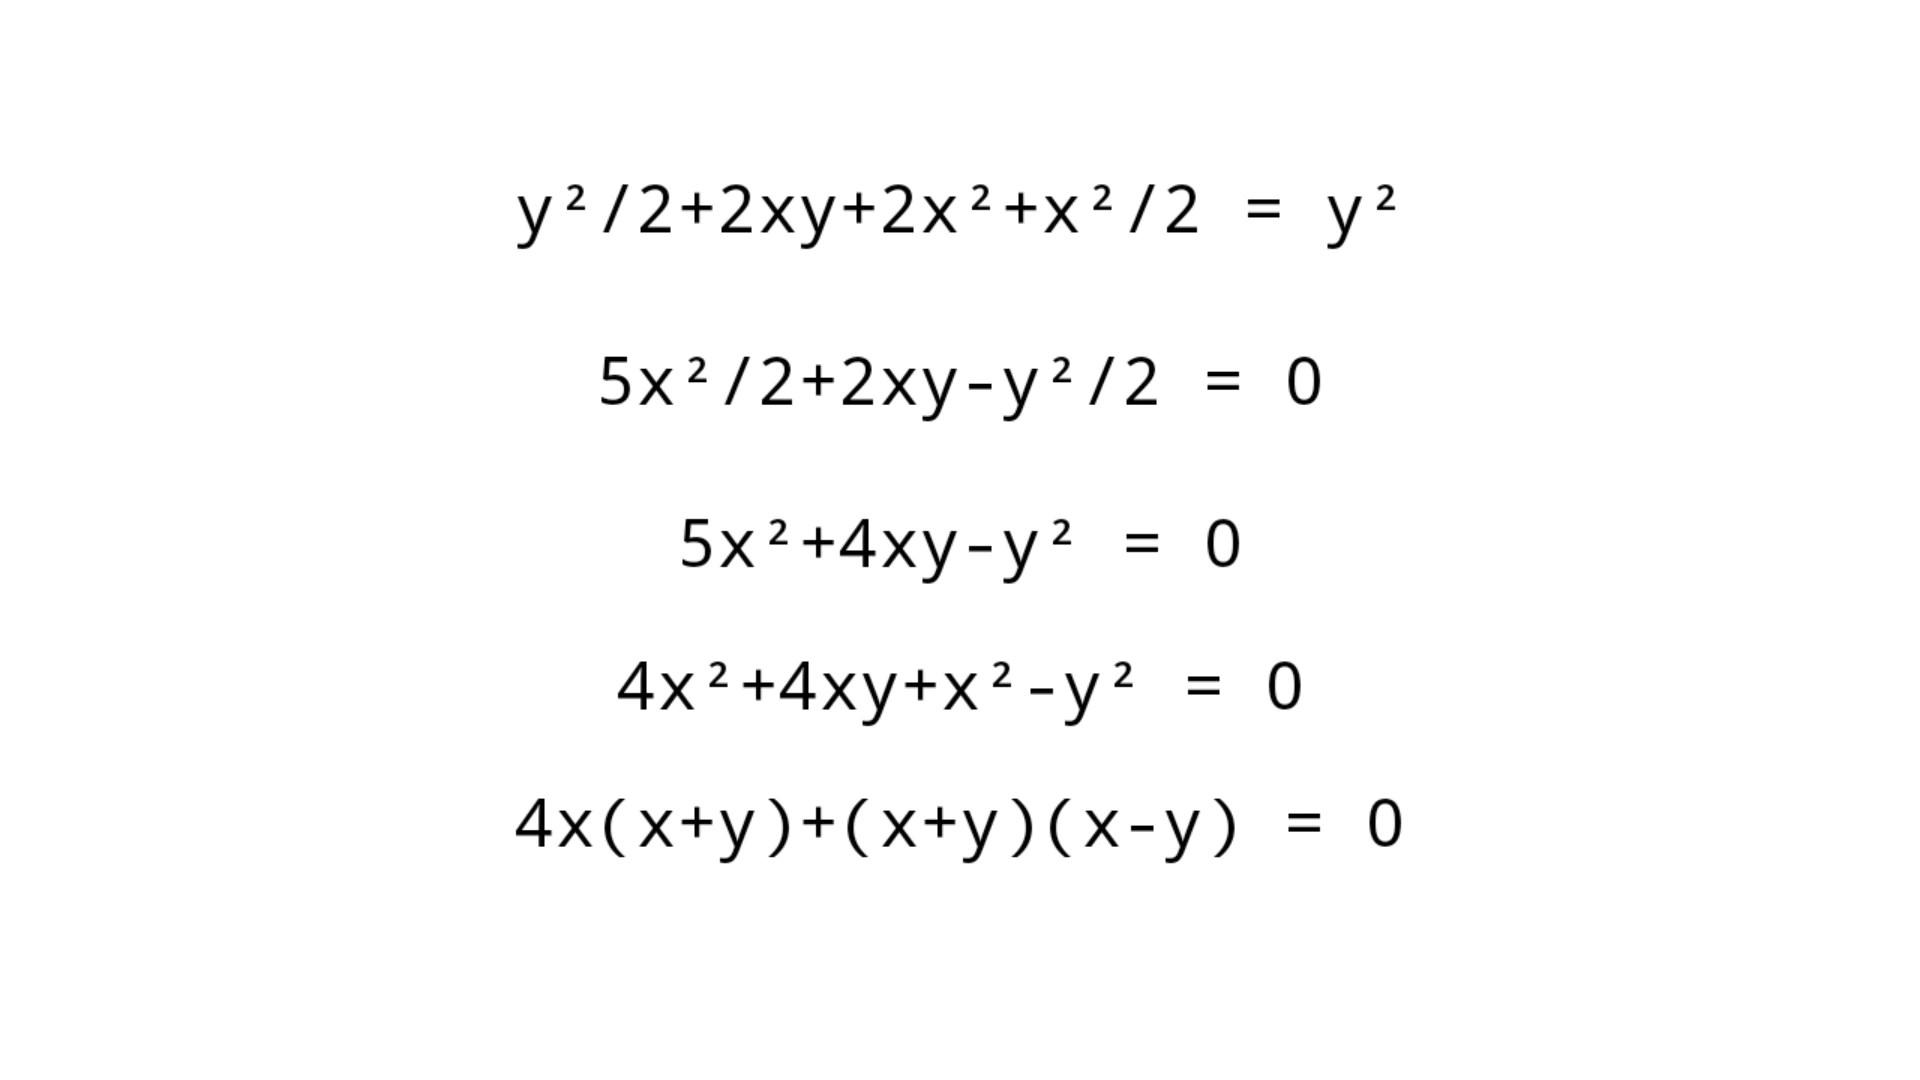 y²/2+2xy+2x²+x²/2 = y²
5x²/2+2xy-y²/2 = 0
5x²+4xy-y² = 0
4x²+4xy+x²-y² = 0
4x(x+y)+(x+y)(x-y) = 0